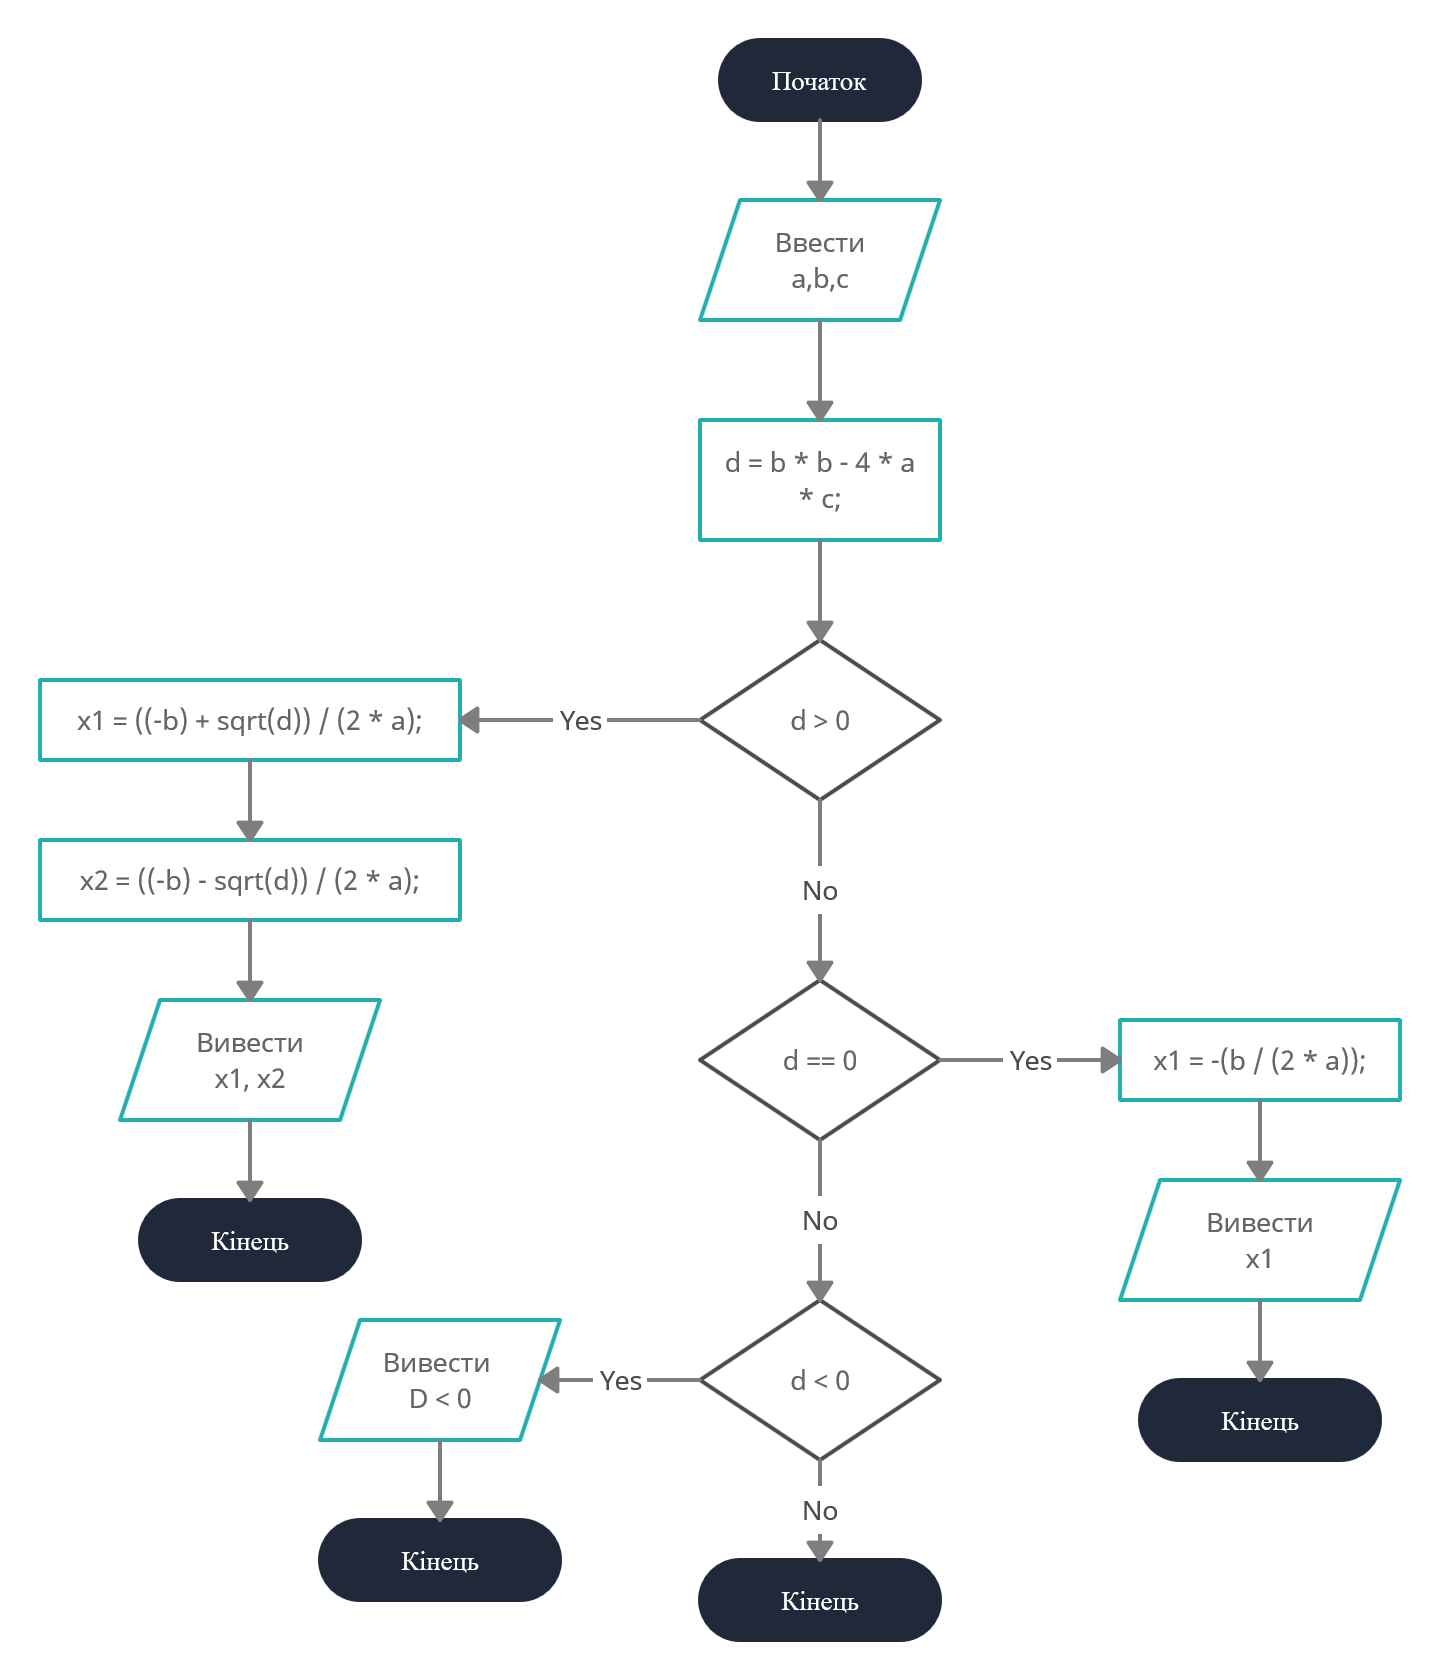 Початок
Ввести
a,b,c
d = b * b - 4 * a
* c;
d > 0
Yes
x1 = ((-b) + sqrt(d)) / (2 * a);
x2 = ((-b) - sqrt(d)) / (2 * a);
Вивести
x1, x2
Кінець
No
d == 0
Yes
x1 = -(b / (2 * a));
Вивести
x1
Кінець
No
d < 0
Yes
Вивести
D < 0
Кінець
No
Кінець